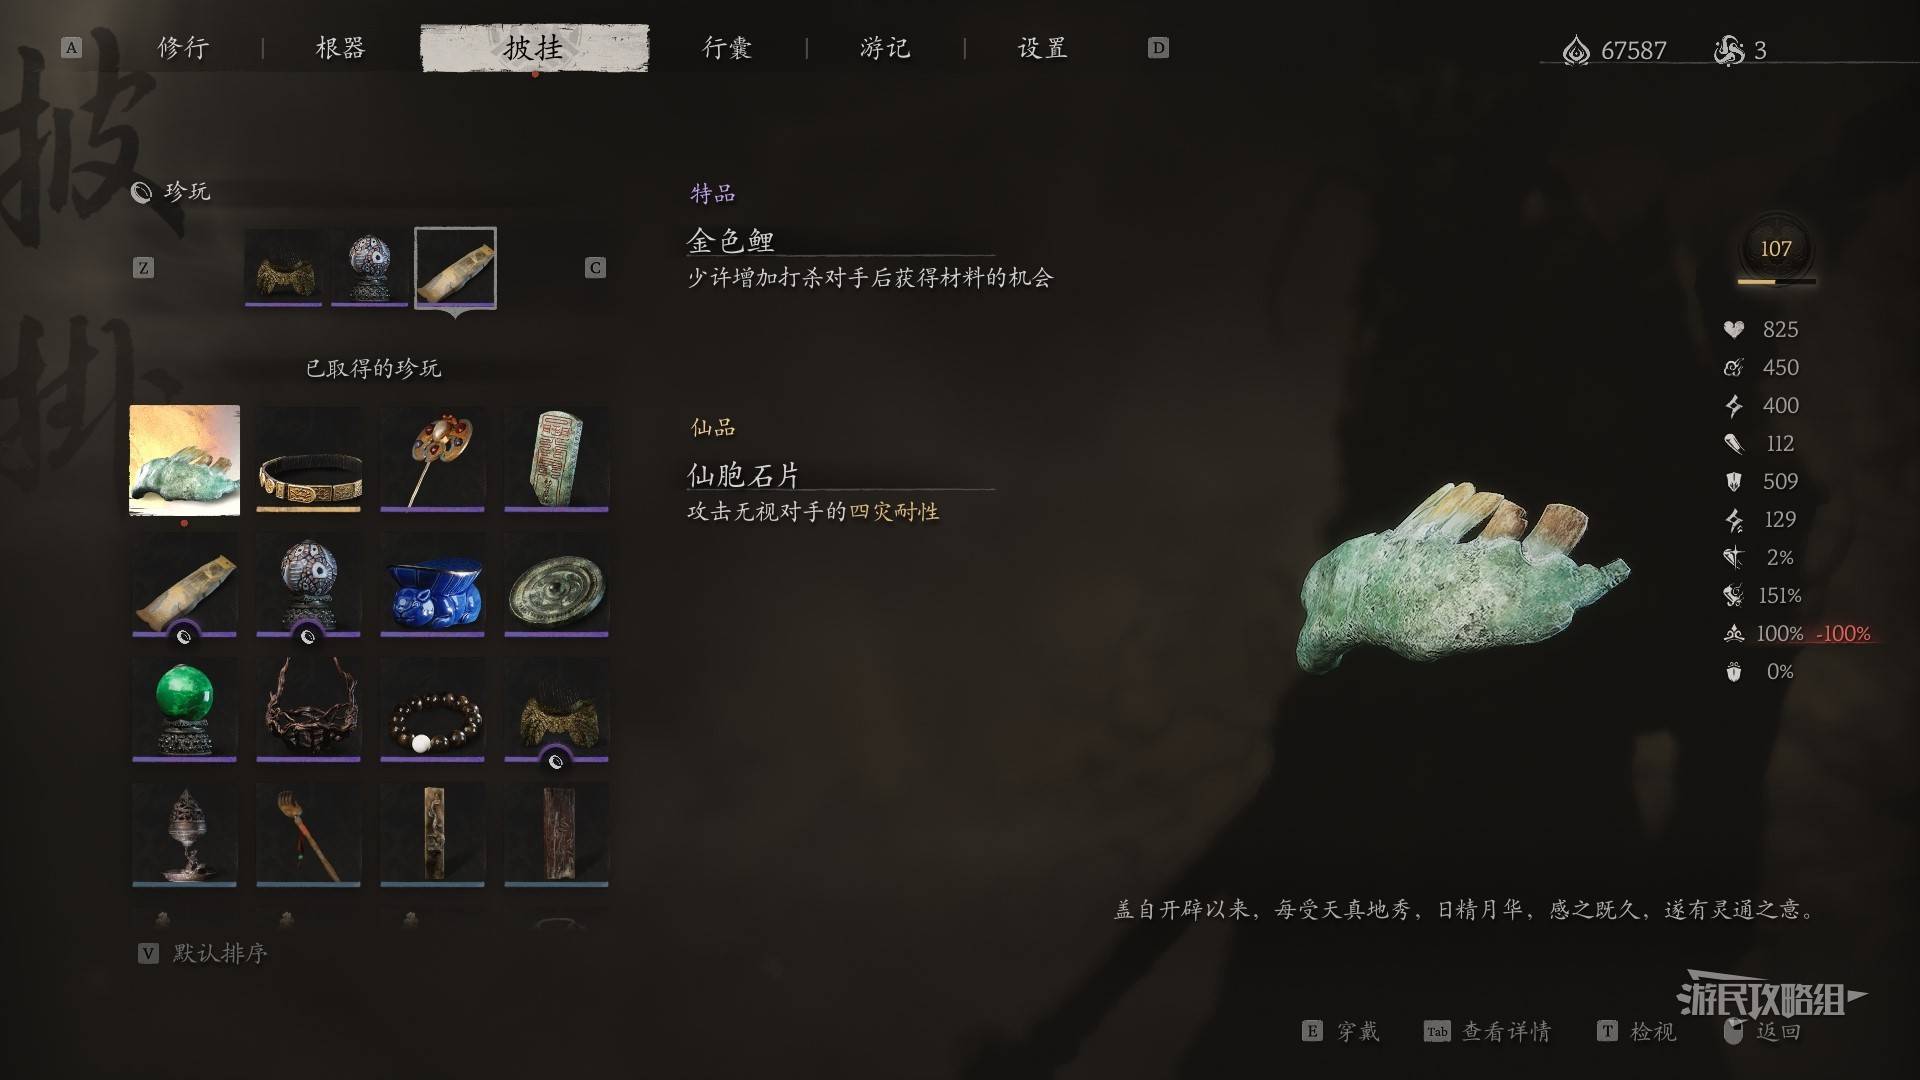 A 修行 | 根器 | 披挂 | 行囊 | 游记 | 设置 D
67587 3
披掛
珍玩
Z C
已取得的珍玩
特品
金色鲤
少许增加打杀对手后获得材料的机会
仙品
仙胞石片
攻击无视对手的四灾耐性
107
825
450
400
112
509
129
2%
151%
100% -100%
0%
盖自开辟以来，每受天真地秀，日精月华，感之既久，遂有灵通之意。
V 默认排序
游民攻略组
E 穿戴 Tab 查看详情 T 检视 返回